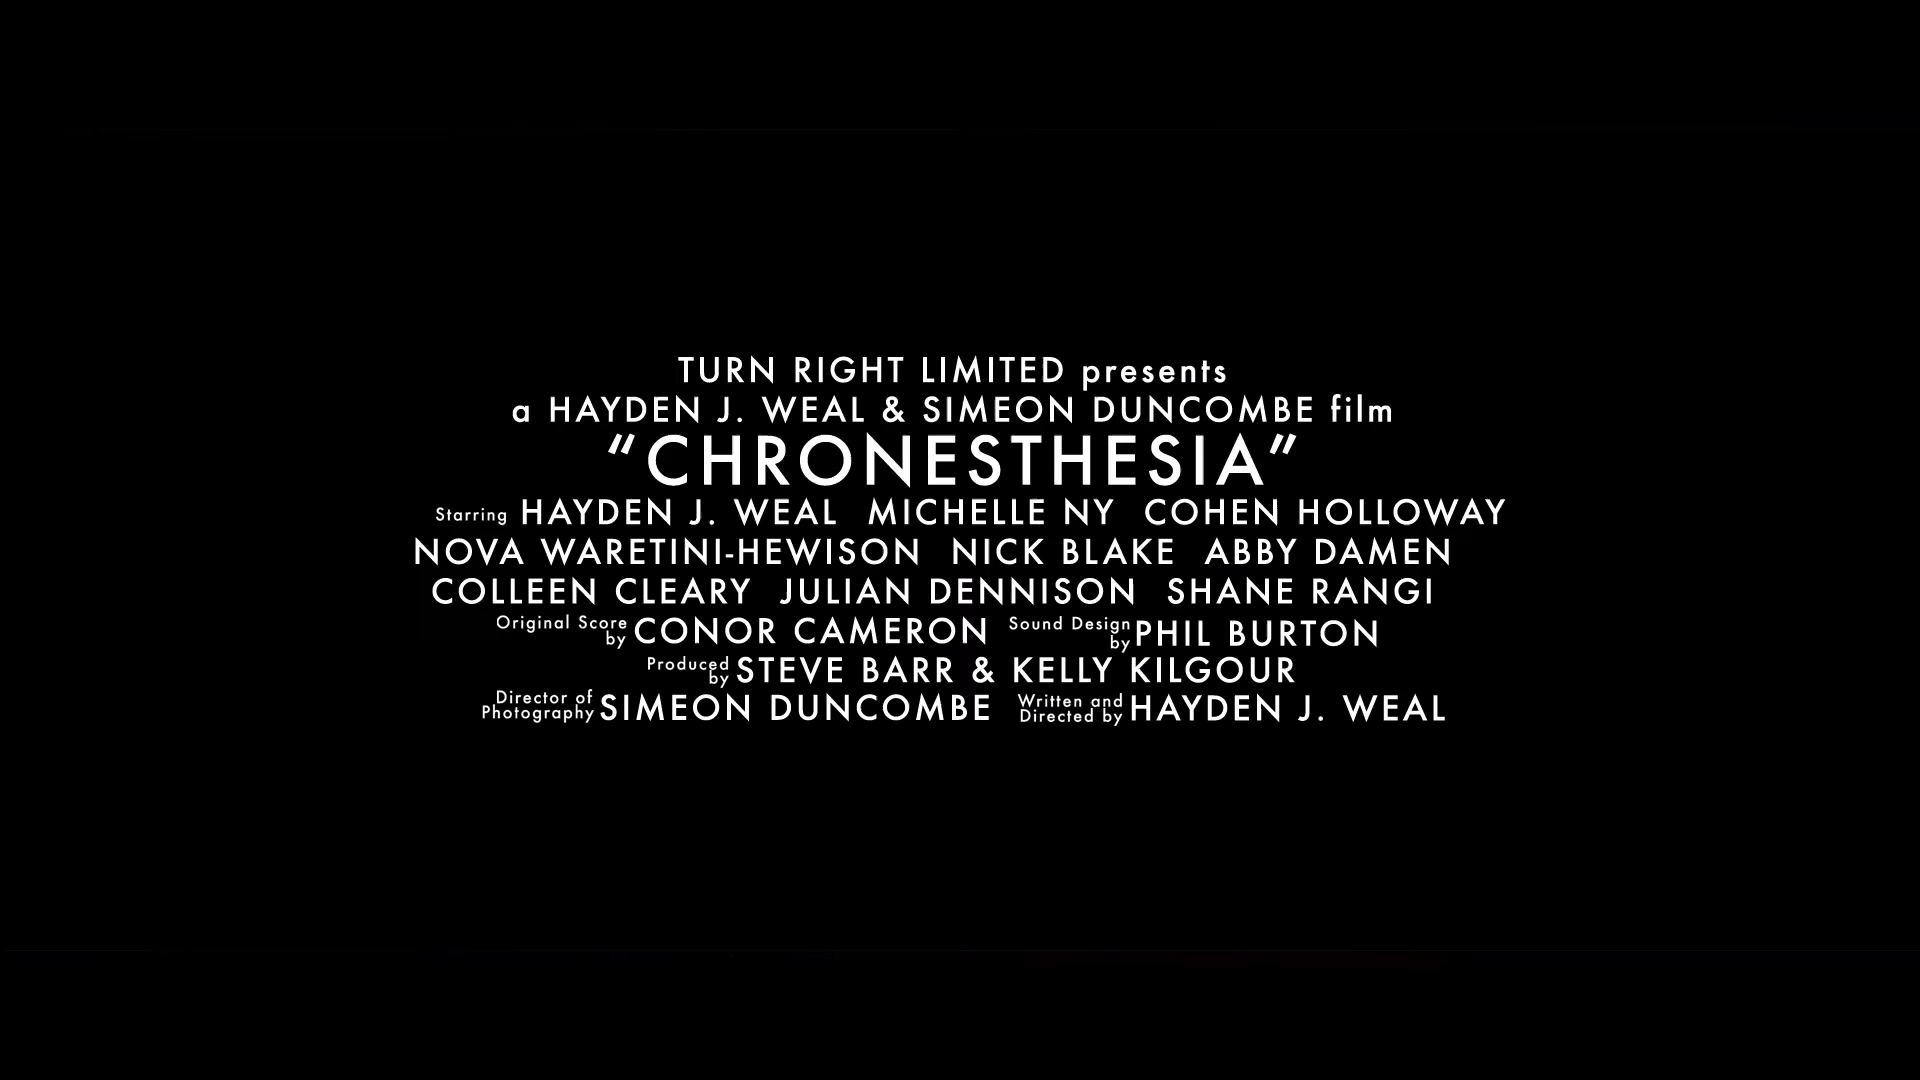 TURN RIGHT LIMITED presents
a HAYDEN J. WEAL & SIMEON DUNCOMBE film
“CHRONESTHESIA”
Starring HAYDEN J. WEAL MICHELLE NY COHEN HOLLOWAY
NOVA WARETINI-HEWISON NICK BLAKE ABBY DAMEN
COLLEEN CLEARY JULIAN DENNISON SHANE RANGI
Original Score by CONOR CAMERON Sound Design by PHIL BURTON
Produced by STEVE BARR & KELLY KILGOUR
Director of Photography SIMEON DUNCOMBE Written and Directed by HAYDEN J. WEAL